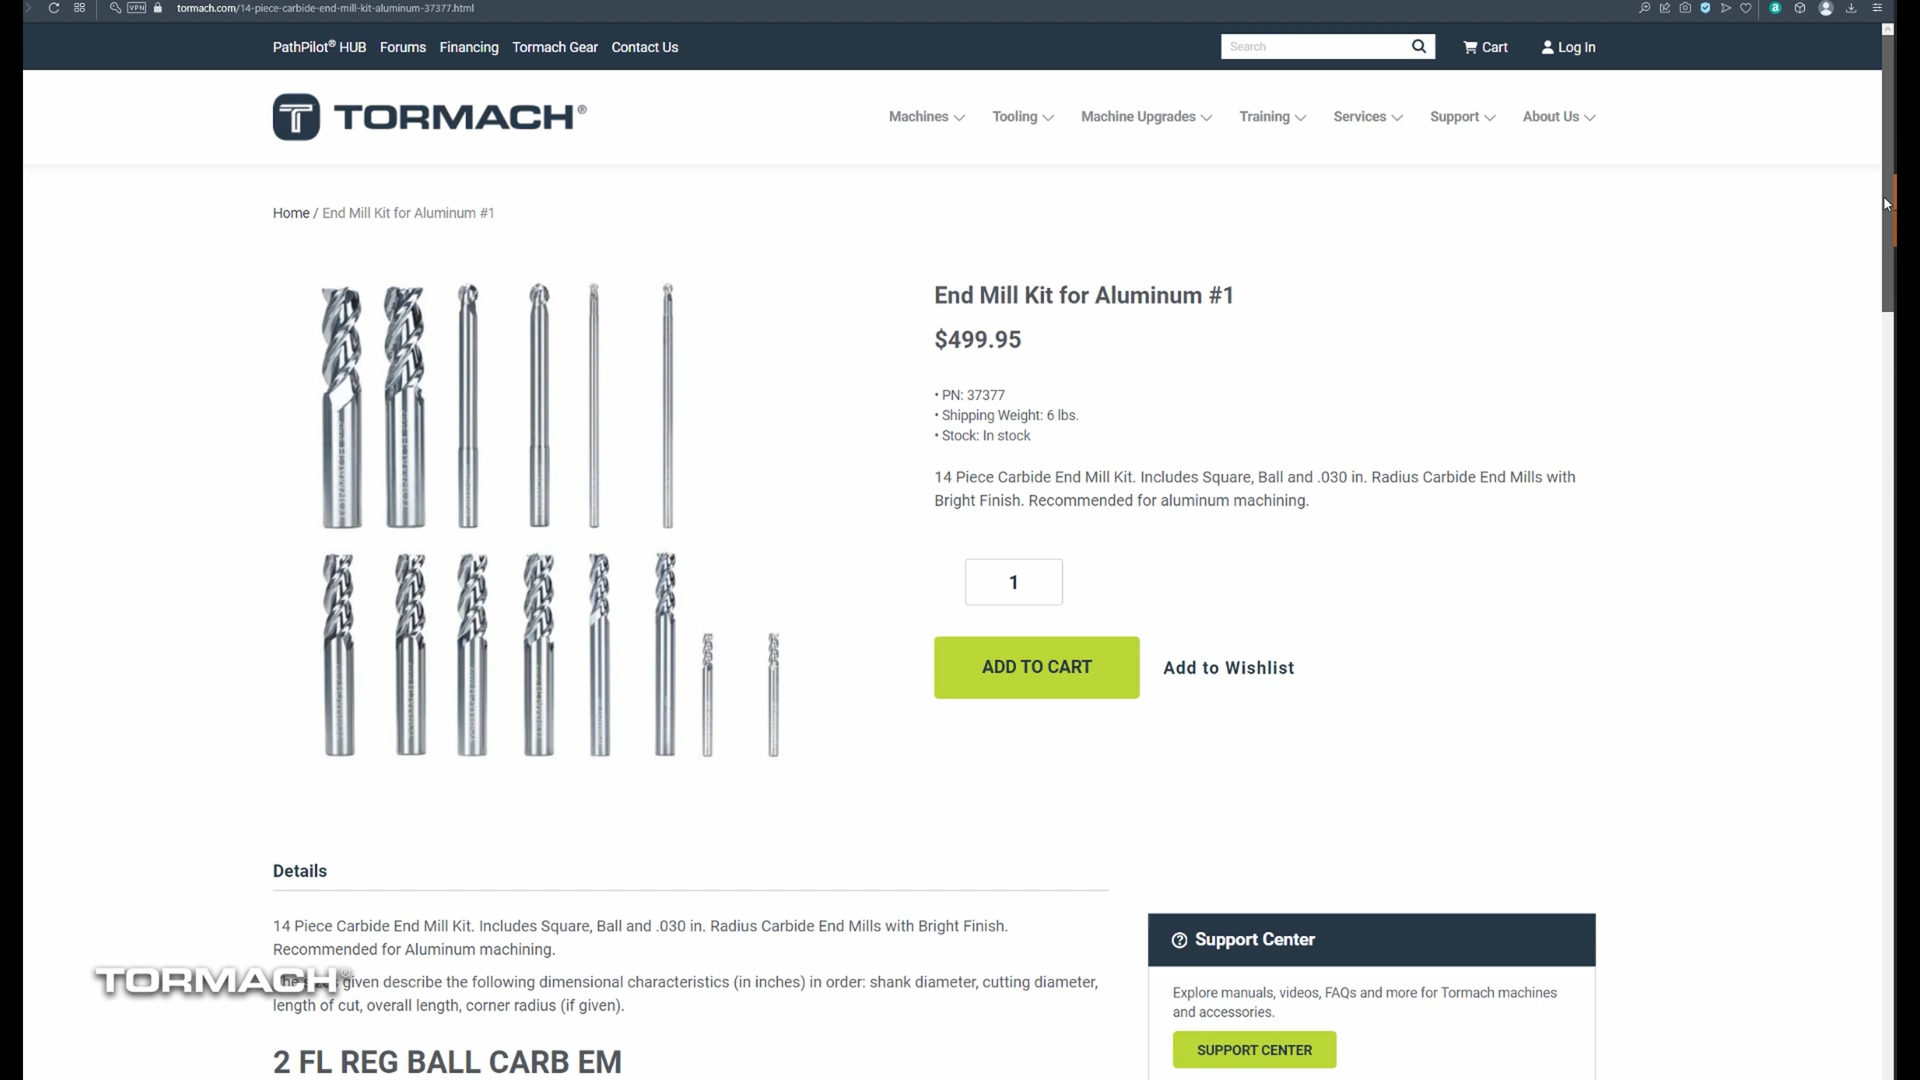 VPN
tormach.com/14-piece-carbide-end-mill-kit-aluminum-37377.html
PathPilot® HUB Forums Financing Tormach Gear Contact Us
Search
Cart
Log In
TORMACH®
Machines Tooling Machine Upgrades Training Services Support About Us
Home / End Mill Kit for Aluminum #1
End Mill Kit for Aluminum #1
$499.95
• PN: 37377
• Shipping Weight: 6 lbs.
• Stock: In stock
14 Piece Carbide End Mill Kit. Includes Square, Ball and .030 in. Radius Carbide End Mills with
Bright Finish. Recommended for aluminum machining.
1
ADD TO CART
Add to Wishlist
Details
14 Piece Carbide End Mill Kit. Includes Square, Ball and .030 in. Radius Carbide End Mills with Bright Finish.
Recommended for Aluminum machining.
given describe the following dimensional characteristics (in inches) in order: shank diameter, cutting diameter,
length of cut, overall length, corner radius (if given).
TORMACH®
2 FL REG BALL CARB EM
Support Center
Explore manuals, videos, FAQs and more for Tormach machines
and accessories.
SUPPORT CENTER